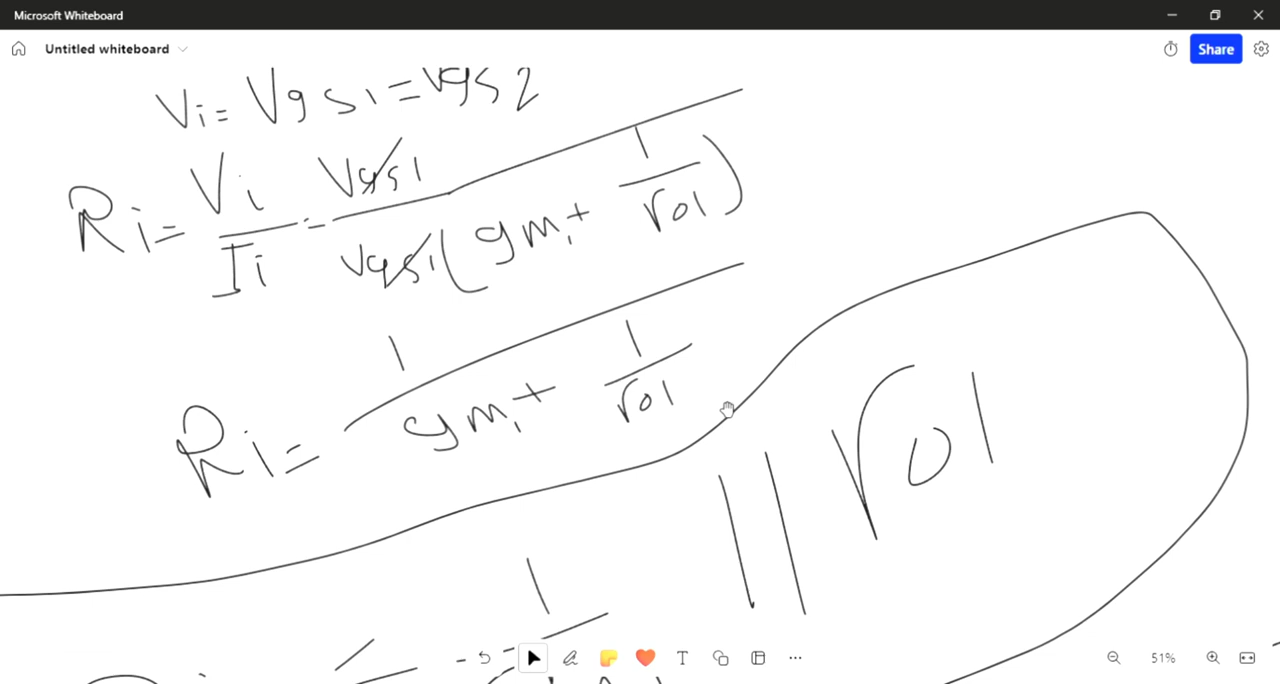 Microsoft Whiteboard
Untitled whiteboard
Share
Vi= Vgs1=Vgs2
Ri= Vi/Ii = Vgs1/Vgs1(gm1+ 1/ro1)
Ri= 1/gm1+ 1/ro1
1 || ro1
51%